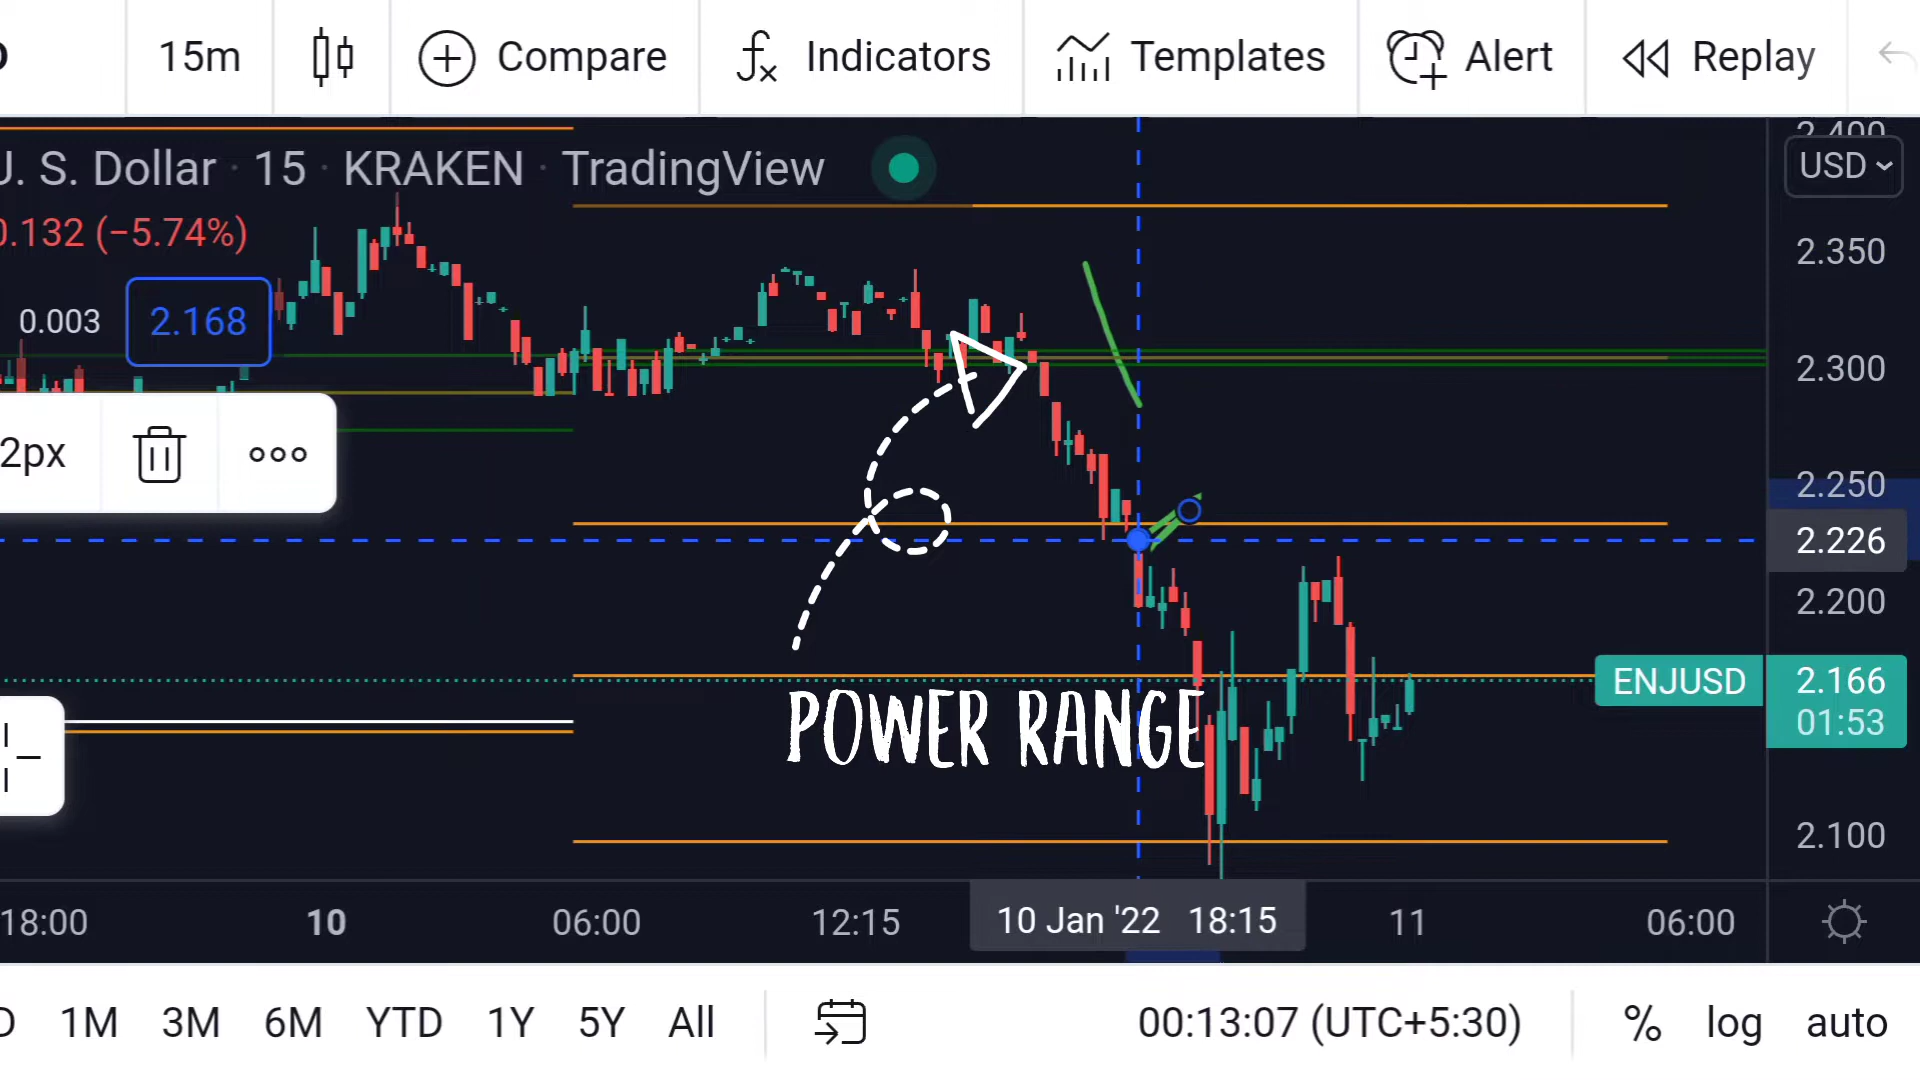 15m Compare Indicators Templates Alert Replay
2.400
U. S. Dollar · 15 · KRAKEN · TradingView
USD
0.132 (−5.74%)
2.350
0.003 2.168
2.300
2px
2.250
2.226
2.200
ENJUSD 2.166
01:53
POWER RANGE
2.100
18:00 10 06:00 12:15 10 Jan '22 18:15 11 06:00
D 1M 3M 6M YTD 1Y 5Y All 00:13:07 (UTC+5:30) % log auto